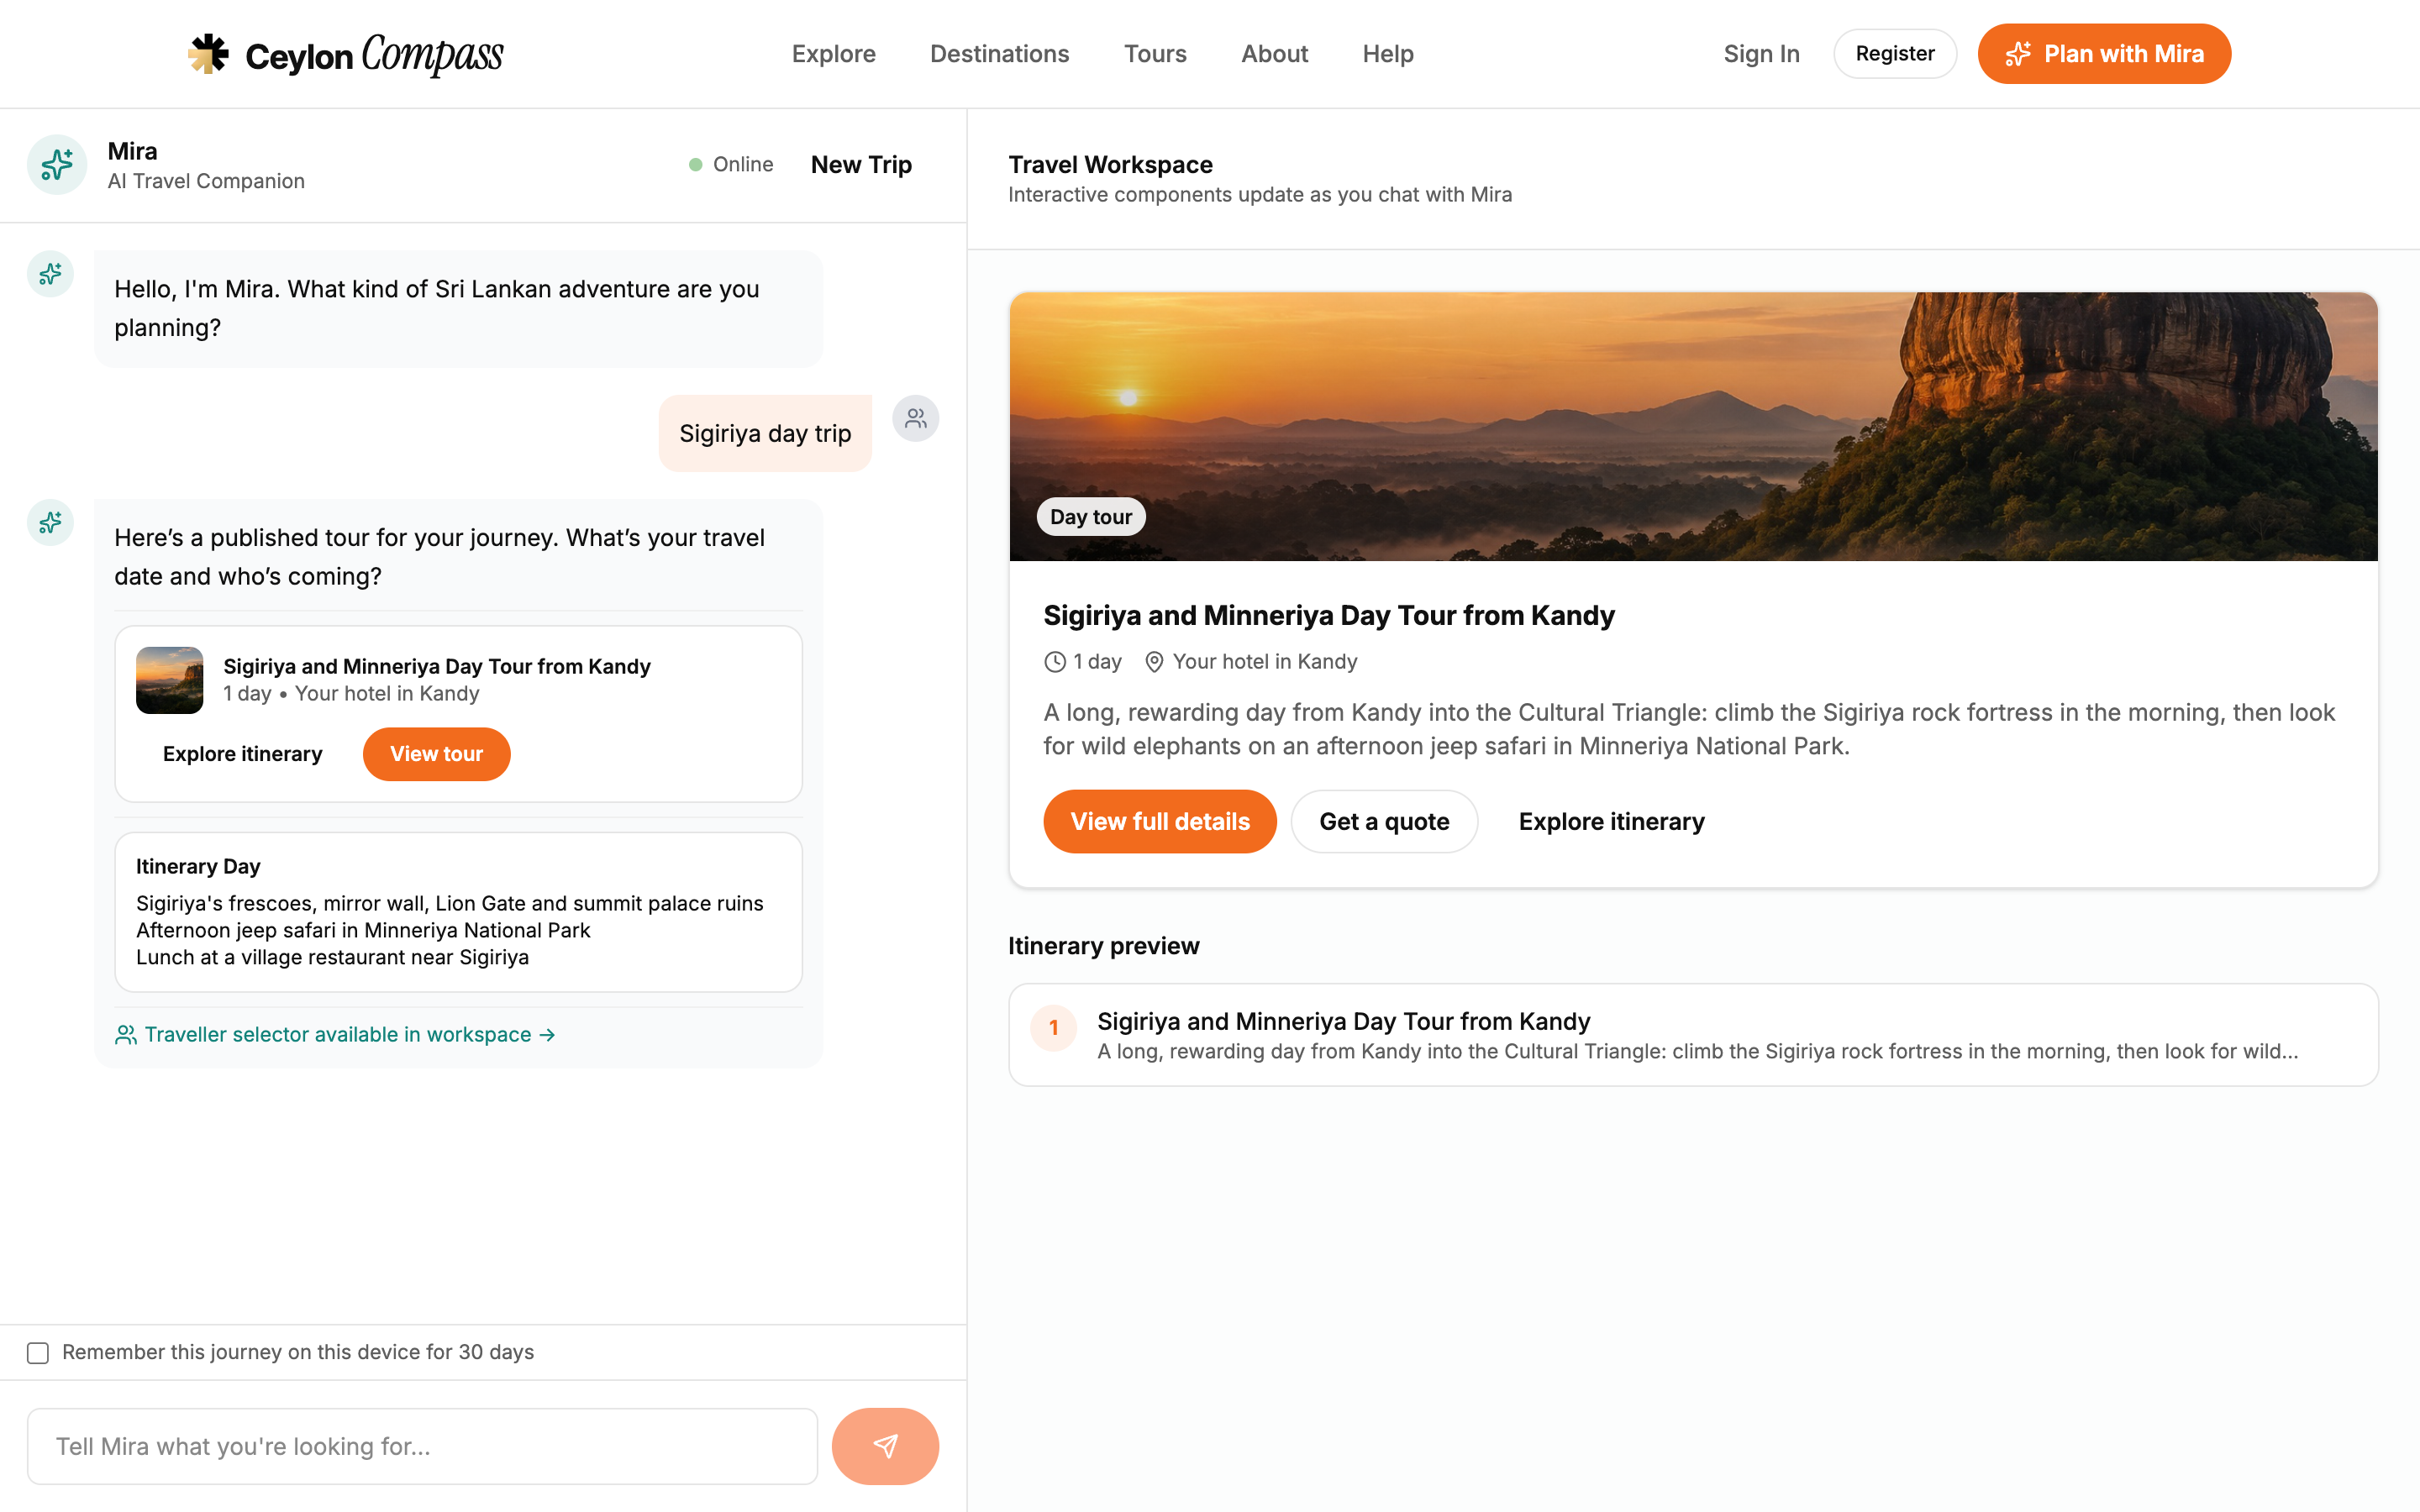 Ceylon Compass
Explore
Destinations
Tours
About
Help
Sign In
Register
Plan with Mira
Mira
AI Travel Companion
Online
New Trip
Hello, I'm Mira. What kind of Sri Lankan adventure are you
planning?
Sigiriya day trip
Here’s a published tour for your journey. What’s your travel
date and who’s coming?
Sigiriya and Minneriya Day Tour from Kandy
1 day • Your hotel in Kandy
Explore itinerary
View tour
Itinerary Day
Sigiriya's frescoes, mirror wall, Lion Gate and summit palace ruins
Afternoon jeep safari in Minneriya National Park
Lunch at a village restaurant near Sigiriya
Traveller selector available in workspace →
Remember this journey on this device for 30 days
Tell Mira what you're looking for...
Travel Workspace
Interactive components update as you chat with Mira
Day tour
Sigiriya and Minneriya Day Tour from Kandy
1 day
Your hotel in Kandy
A long, rewarding day from Kandy into the Cultural Triangle: climb the Sigiriya rock fortress in the morning, then look
for wild elephants on an afternoon jeep safari in Minneriya National Park.
View full details
Get a quote
Explore itinerary
Itinerary preview
1
Sigiriya and Minneriya Day Tour from Kandy
A long, rewarding day from Kandy into the Cultural Triangle: climb the Sigiriya rock fortress in the morning, then look for wild...